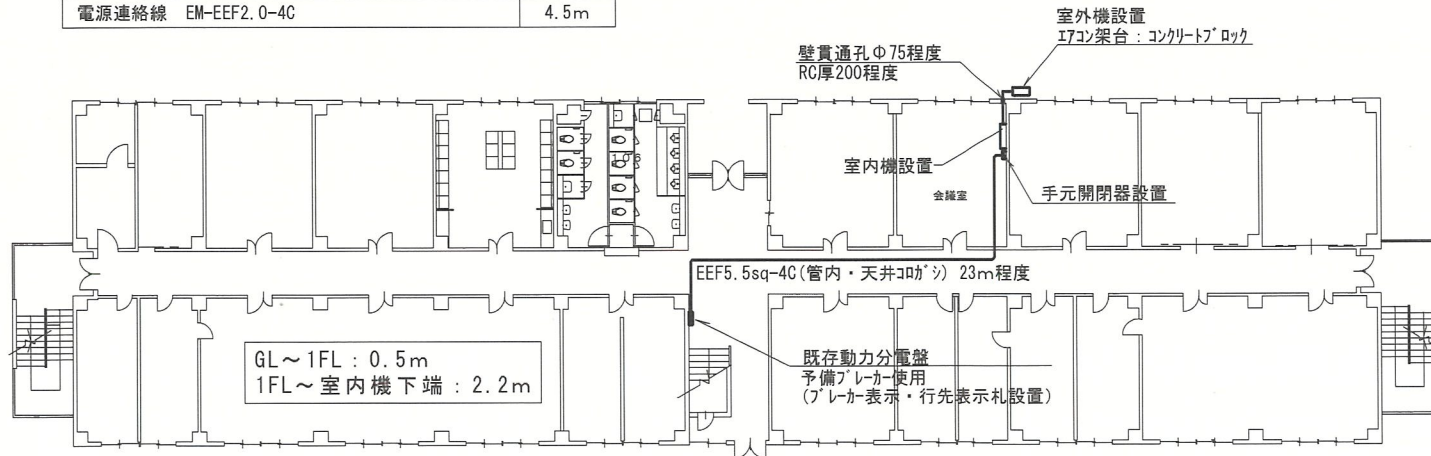 電源連絡線 EM-EEF2.0-4C 4.5m
室外機設置
ｴｱｺﾝ架台：ｺﾝｸﾘｰﾄﾌﾞﾛｯｸ
壁貫通孔Φ75程度
RC厚200程度
106
室内機設置
会議室
手元開閉器設置
EEF5.5sq-4C(管内・天井ｺﾛｶﾞｼ) 23m程度
GL～1FL：0.5m
1FL～室内機下端：2.2m
既存動力分電盤
予備ﾌﾞﾚｰｶｰ使用
(ﾌﾞﾚｰｶｰ表示・行先表示札設置)